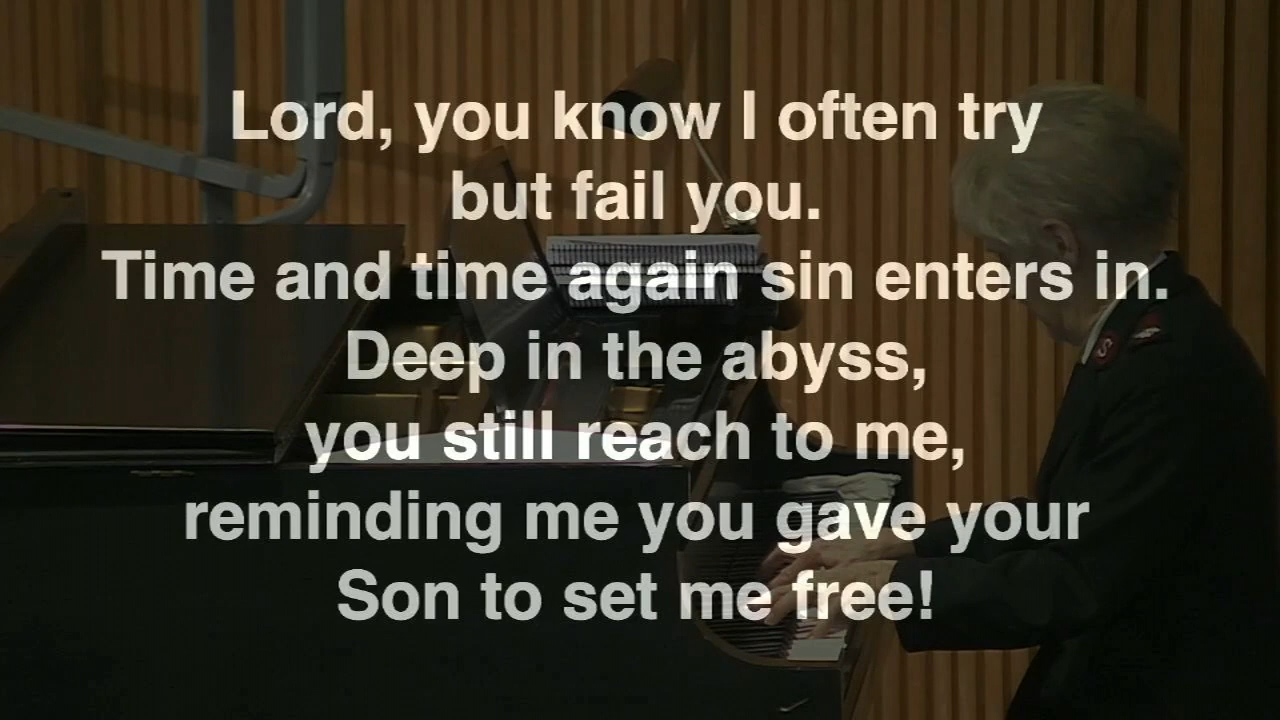 Lord, you know I often try
but fail you.
Time and time again sin enters in.
Deep in the abyss,
you still reach to me,
reminding me you gave your
Son to set me free!
S